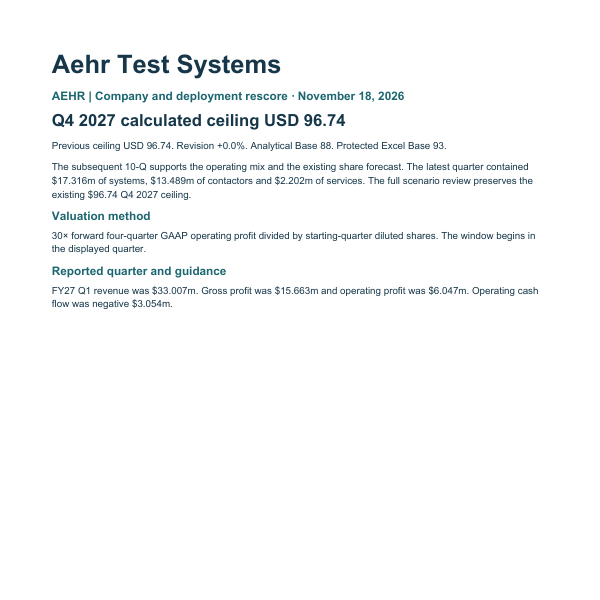 Aehr Test Systems
AEHR | Company and deployment rescore · November 18, 2026
Q4 2027 calculated ceiling USD 96.74
Previous ceiling USD 96.74. Revision +0.0%. Analytical Base 88. Protected Excel Base 93.
The subsequent 10-Q supports the operating mix and the existing share forecast. The latest quarter contained
$17.316m of systems, $13.489m of contactors and $2.202m of services. The full scenario review preserves the
existing $96.74 Q4 2027 ceiling.
Valuation method
30× forward four-quarter GAAP operating profit divided by starting-quarter diluted shares. The window begins in
the displayed quarter.
Reported quarter and guidance
FY27 Q1 revenue was $33.007m. Gross profit was $15.663m and operating profit was $6.047m. Operating cash
flow was negative $3.054m.